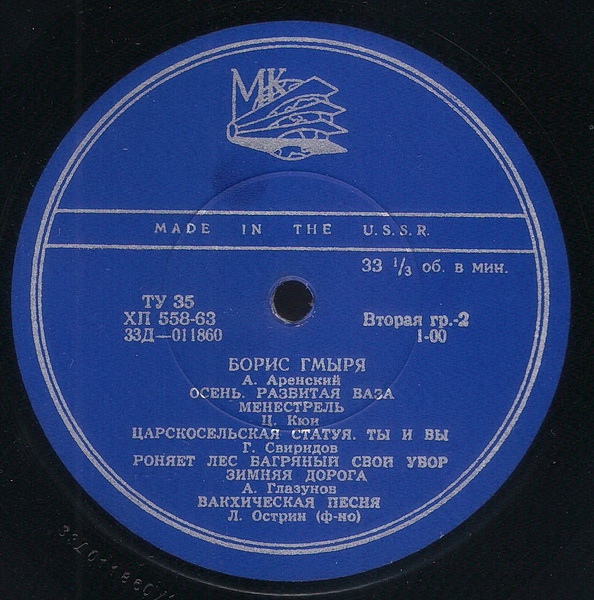 МК
MADE IN THE U.S.S.R.
33 ⅓ об. в мин.
ТУ 35
ХП 558-63
33Д—011860
Вторая гр.-2
1-00
БОРИС ГМЫРЯ
А. Аренский
ОСЕНЬ. РАЗБИТАЯ ВАЗА
МЕНЕСТРЕЛЬ
Ц. Кюи
ЦАРСКОСЕЛЬСКАЯ СТАТУЯ. ТЫ И ВЫ
Г. Свиридов
РОНЯЕТ ЛЕС БАГРЯНЫЙ СВОЙ УБОР
ЗИМНЯЯ ДОРОГА
А. Глазунов
ВАКХИЧЕСКАЯ ПЕСНЯ
Л. Острин (ф-но)